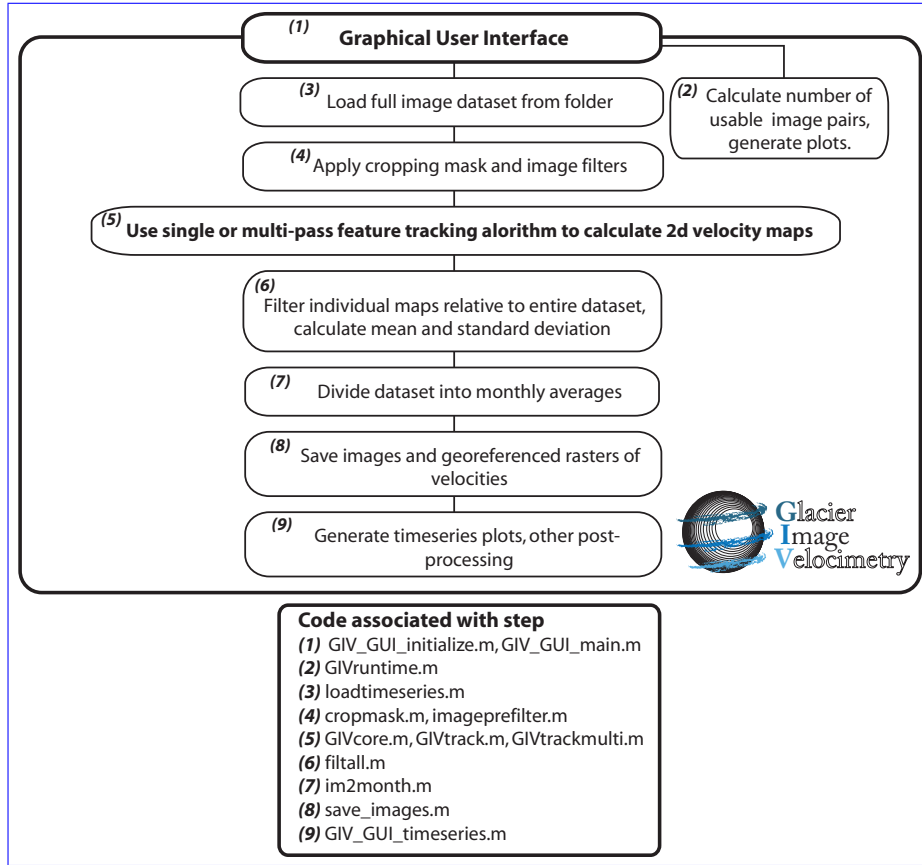 (1) Graphical User Interface
(2) Calculate number of
usable image pairs,
generate plots.
(3) Load full image dataset from folder
(4) Apply cropping mask and image filters
(5) Use single or multi-pass feature tracking alorithm to calculate 2d velocity maps
(6)
Filter individual maps relative to entire dataset,
calculate mean and standard deviation
(7) Divide dataset into monthly averages
(8) Save images and georeferenced rasters of
velocities
(9) Generate timeseries plots, other post-
processing
Glacier
Image
Velocimetry
Code associated with step
(1) GIV_GUI_initialize.m, GIV_GUI_main.m
(2) GIVruntime.m
(3) loadtimeseries.m
(4) cropmask.m, imageprefilter.m
(5) GIVcore.m, GIVtrack.m, GIVtrackmulti.m
(6) filtall.m
(7) im2month.m
(8) save_images.m
(9) GIV_GUI_timeseries.m